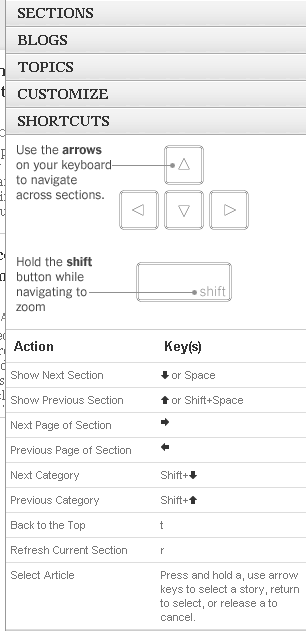 SECTIONS
BLOGS
TOPICS
CUSTOMIZE
SHORTCUTS
Use the arrows
on your keyboard
to navigate
across sections.
Hold the shift
button while
navigating to
zoom
shift
Action Key(s)
Show Next Section 🡇 or Space
Show Previous Section 🡅 or Shift+Space
Next Page of Section 🡆
Previous Page of Section 🡄
Next Category Shift+🡇
Previous Category Shift+🡅
Back to the Top t
Refresh Current Section r
Select Article Press and hold a, use arrow
keys to select a story, return
to select, or release a to
cancel.